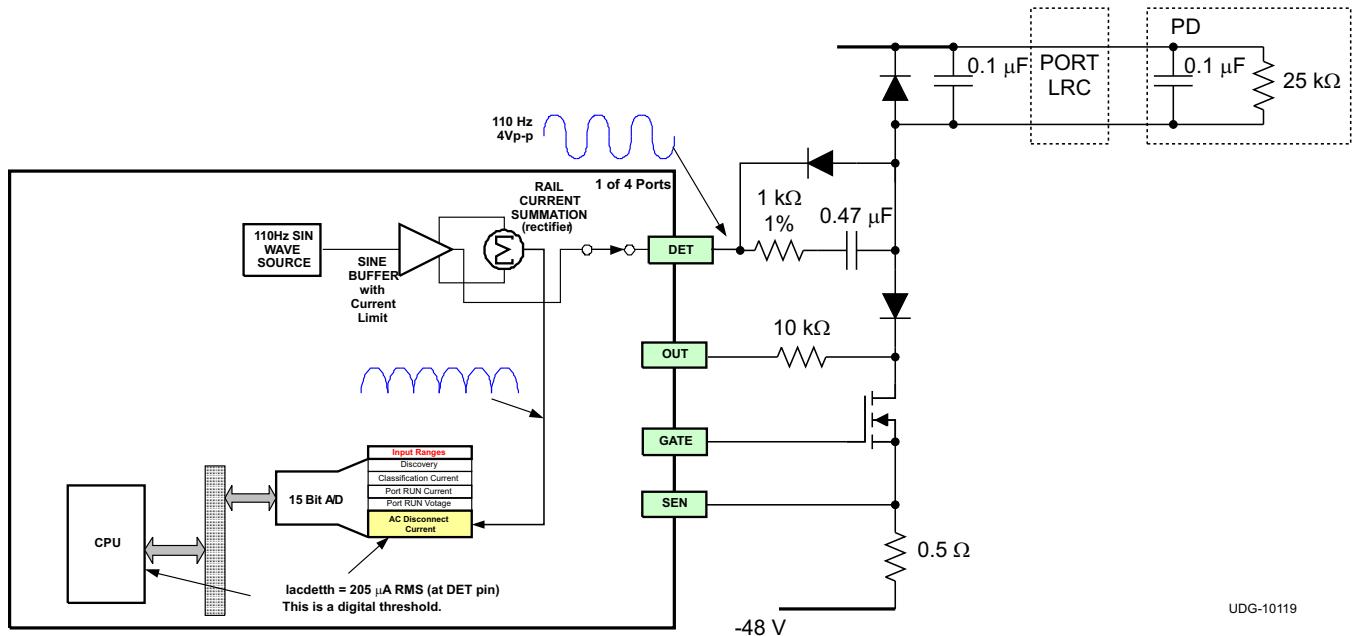 PD
0.1 μF
PORT
LRC
0.1 μF
25 kΩ
110 Hz
4Vp-p
1 of 4 Ports
RAIL
CURRENT
SUMMATION
(rectifier)
1 kΩ
1%
0.47 μF
110Hz SIN
WAVE
SOURCE
Σ
DET
SINE
BUFFER
with
Current
Limit
10 kΩ
OUT
GATE
Input Ranges
Discovery
Classification Current
Port RUN Current
Port RUN Votage
AC Disconnect
Current
15 Bit A/D
SEN
CPU
0.5 Ω
Iacdetth = 205 μA RMS (at DET pin)
This is a digital threshold.
-48 V
UDG-10119